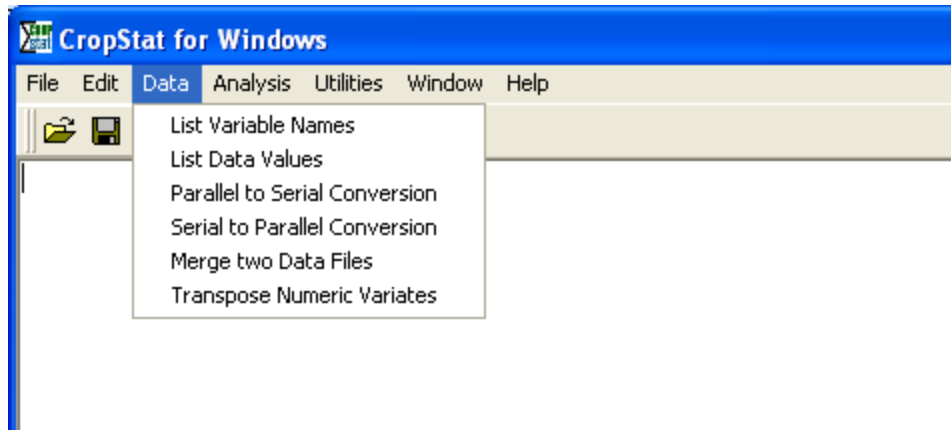 CropStat for Windows
File Edit Data Analysis Utilities Window Help
List Variable Names
List Data Values
Parallel to Serial Conversion
Serial to Parallel Conversion
Merge two Data Files
Transpose Numeric Variates